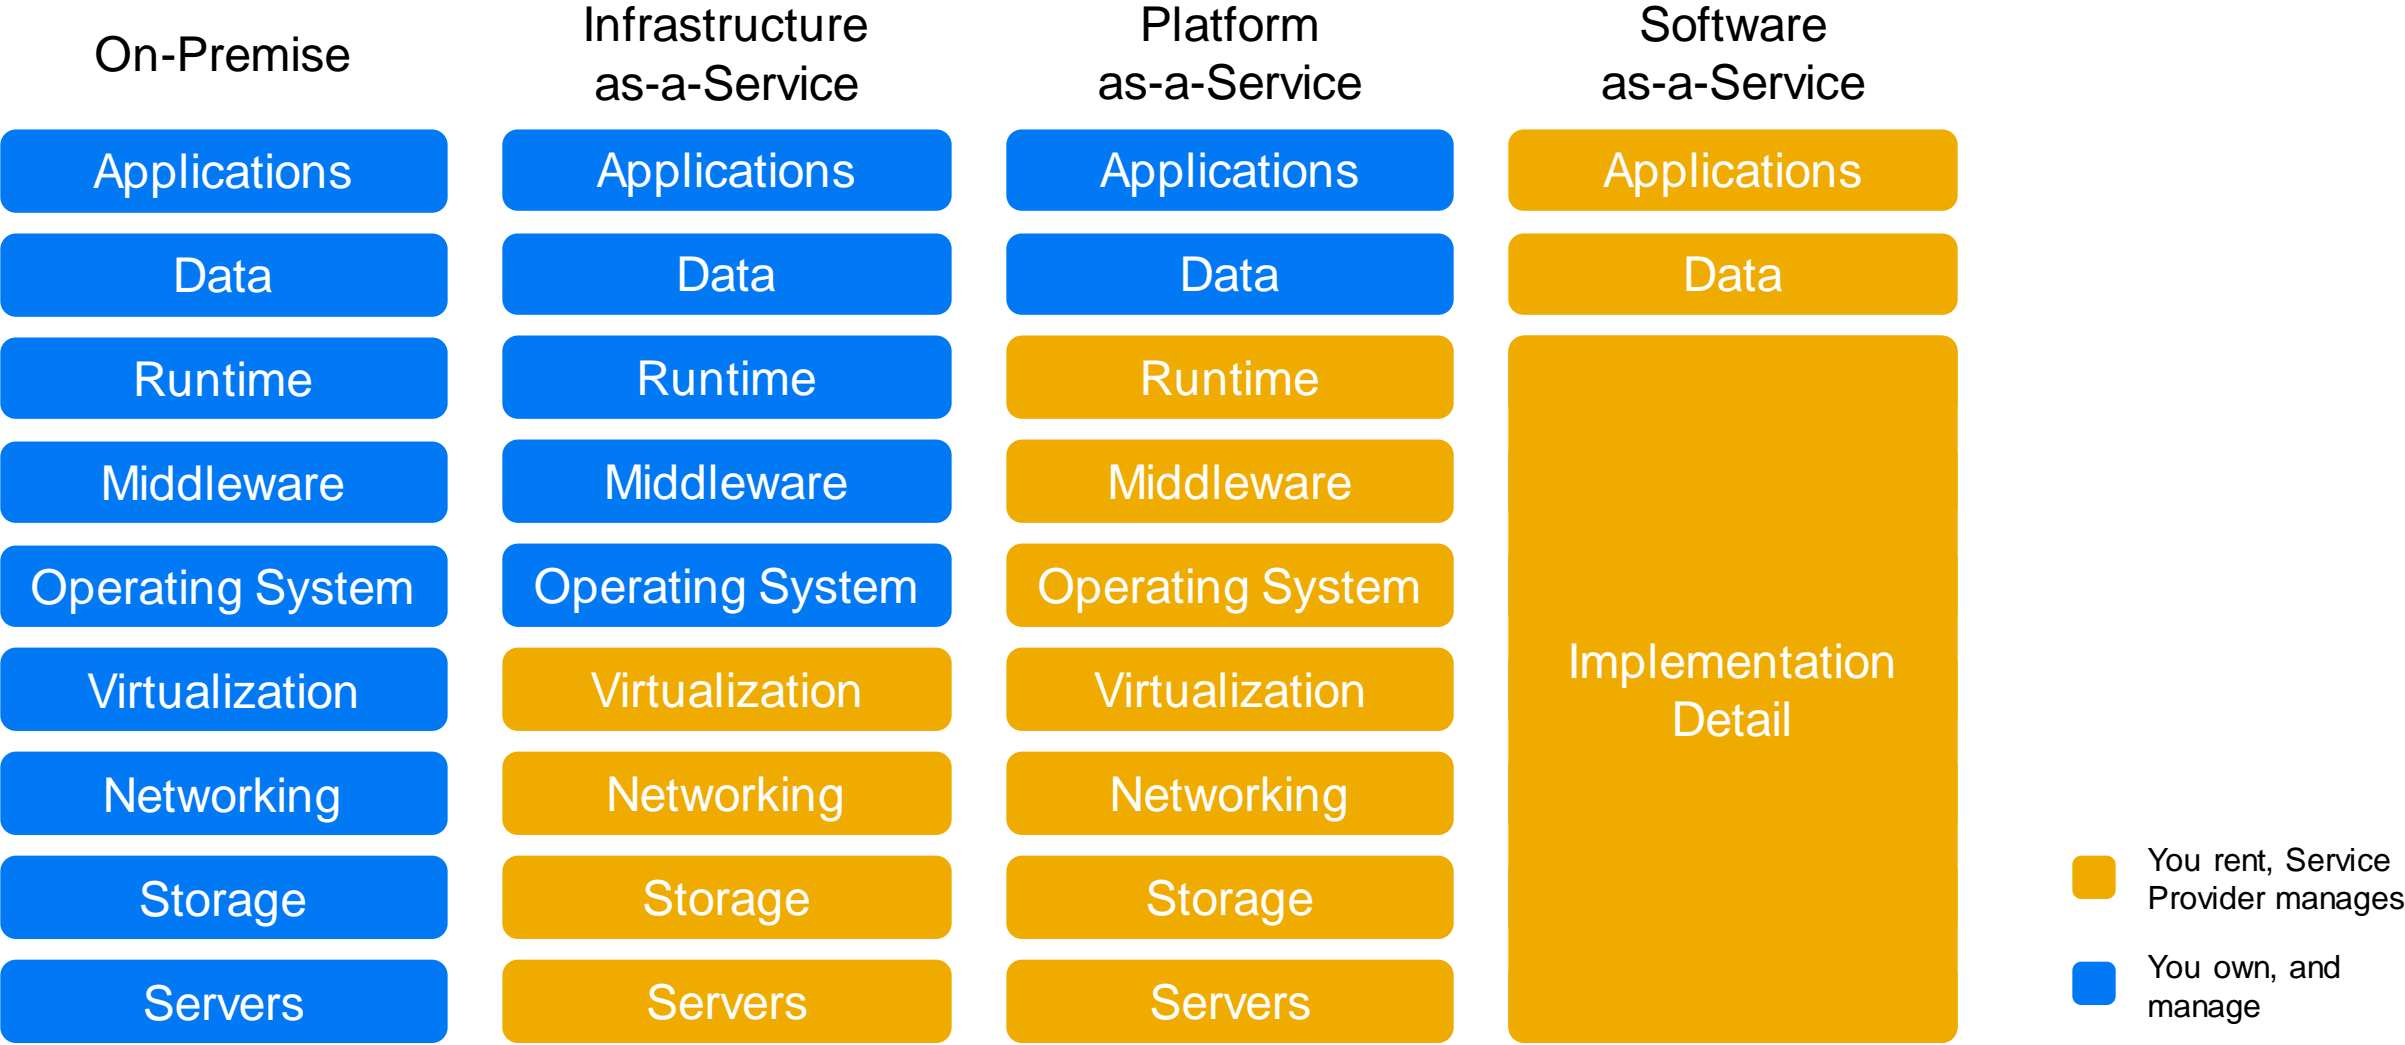 On-Premise
Applications
Data
Runtime
Middleware
Operating System
Virtualization
Networking
Storage
Servers
Infrastructure
as-a-Service
Applications
Data
Runtime
Middleware
Operating System
Virtualization
Networking
Storage
Servers
Platform
as-a-Service
Applications
Data
Runtime
Middleware
Operating System
Virtualization
Networking
Storage
Servers
Software
as-a-Service
Applications
Data
Implementation
Detail
You rent, Service
Provider manages
You own, and
manage